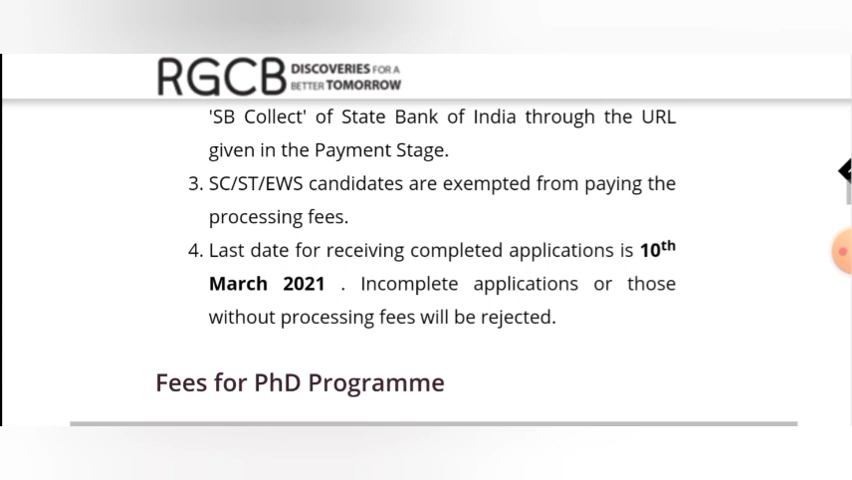 RGCB DISCOVERIES FOR A
BETTER TOMORROW
'SB Collect' of State Bank of India through the URL
given in the Payment Stage.
3. SC/ST/EWS candidates are exempted from paying the
processing fees.
4. Last date for receiving completed applications is 10th
March 2021 . Incomplete applications or those
without processing fees will be rejected.
Fees for PhD Programme